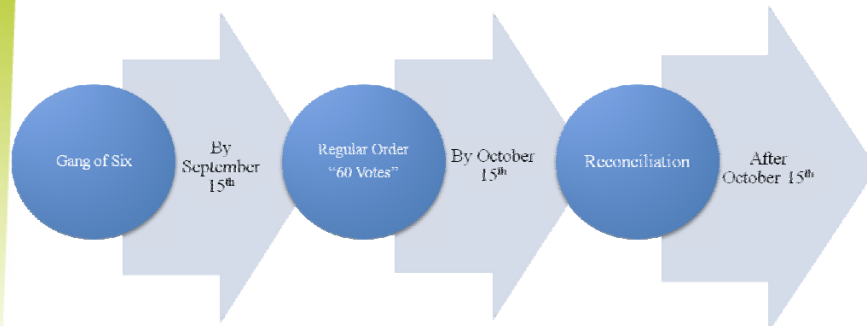 Gang of Six
By
September
15th
Regular Order
“60 Votes”
By October
15th
Reconciliation
After
October 15th